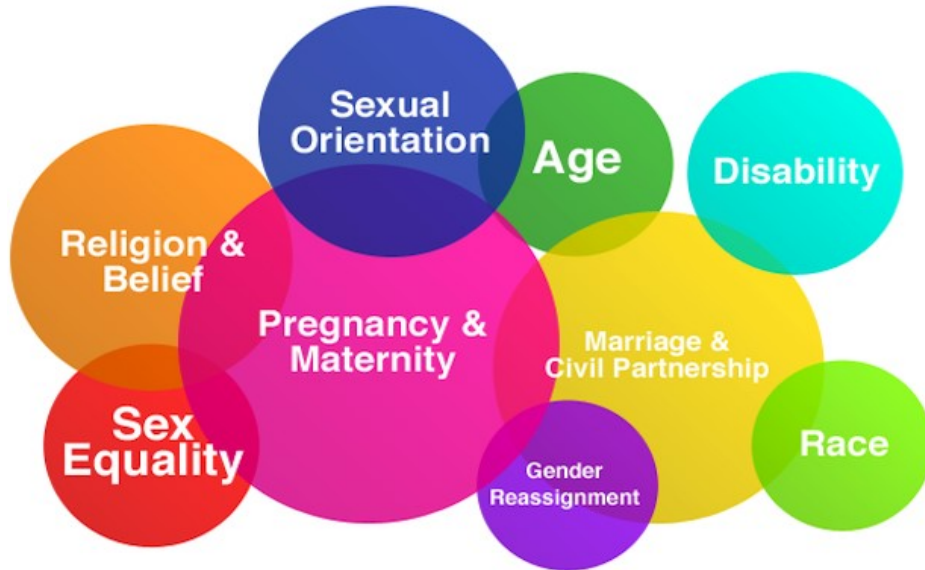 Sexual
Orientation
Age
Disability
Religion &
Belief
Pregnancy &
Maternity
Marriage &
Civil Partnership
Sex
Equality
Gender
Reassignment
Race